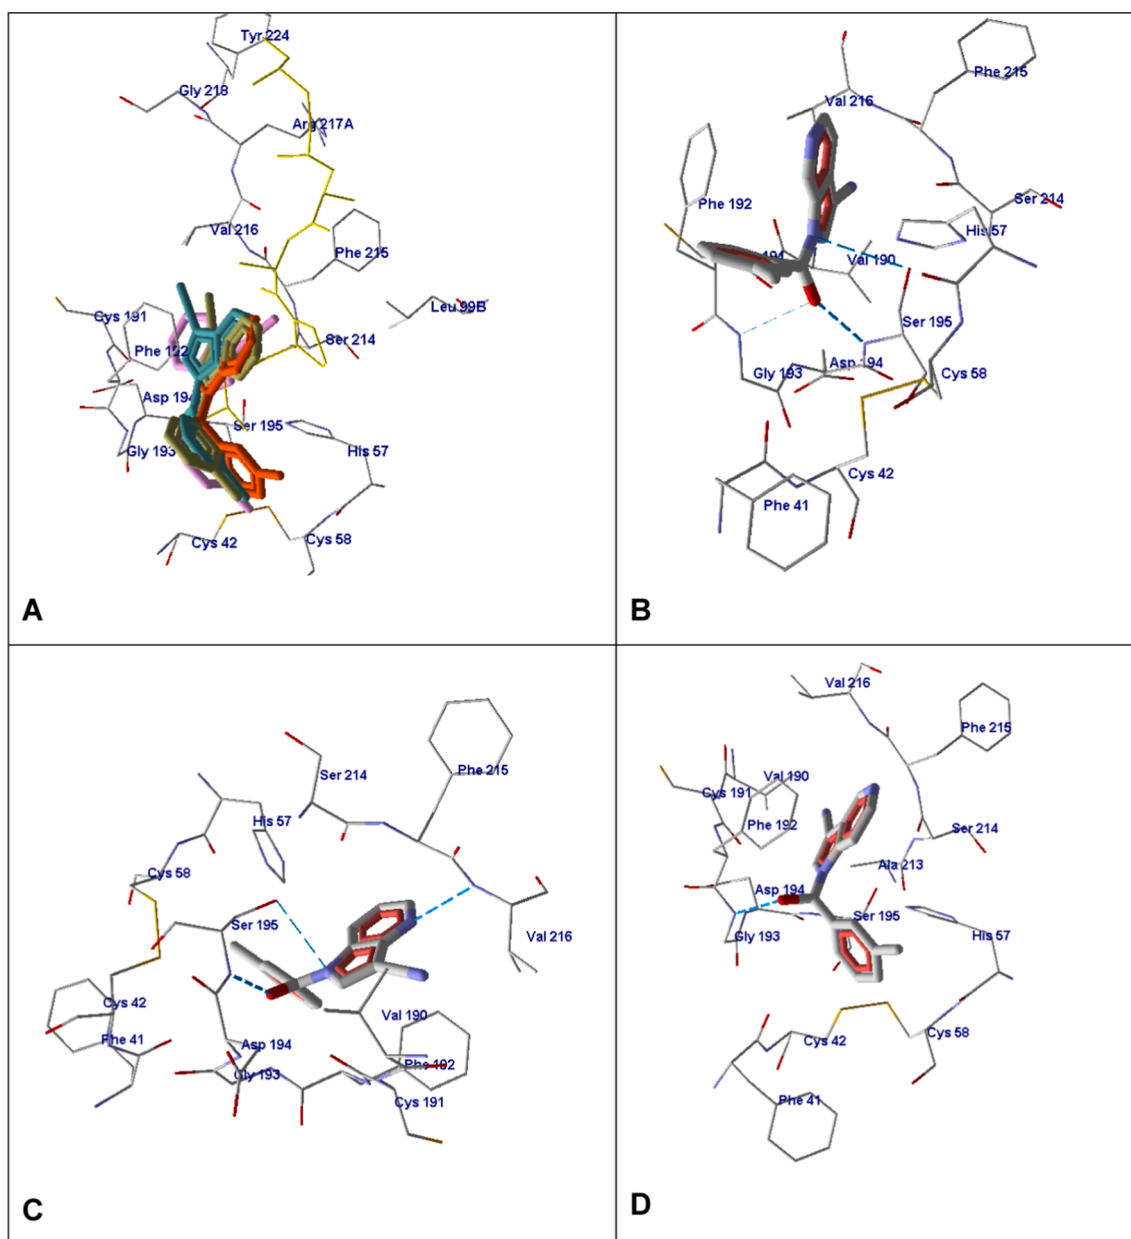 Tyr 224
Gly 218
Arg 217A
Val 216
Phe 215
Leu 99B
Cys 191
Ser 214
Phe 192
Asp 194
Ser 195
Gly 193
His 57
Cys 42
Cys 58
A
Phe 215
Val 216
Phe 192
Ser 214
His 57
194
Val 190
Ser 195
Gly 193
Asp 194
Cys 58
Cys 42
Phe 41
B
Phe 215
Ser 214
His 57
Cys 58
Ser 195
Val 216
Cys 42
Val 190
Phe 41
Asp 194
Gly 193
Phe 192
Cys 191
C
Val 216
Phe 215
Val 190
Cys 191
Phe 192
Ser 214
Ala 213
Asp 194
Ser 195
Gly 193
His 57
Cys 42
Cys 58
Phe 41
D